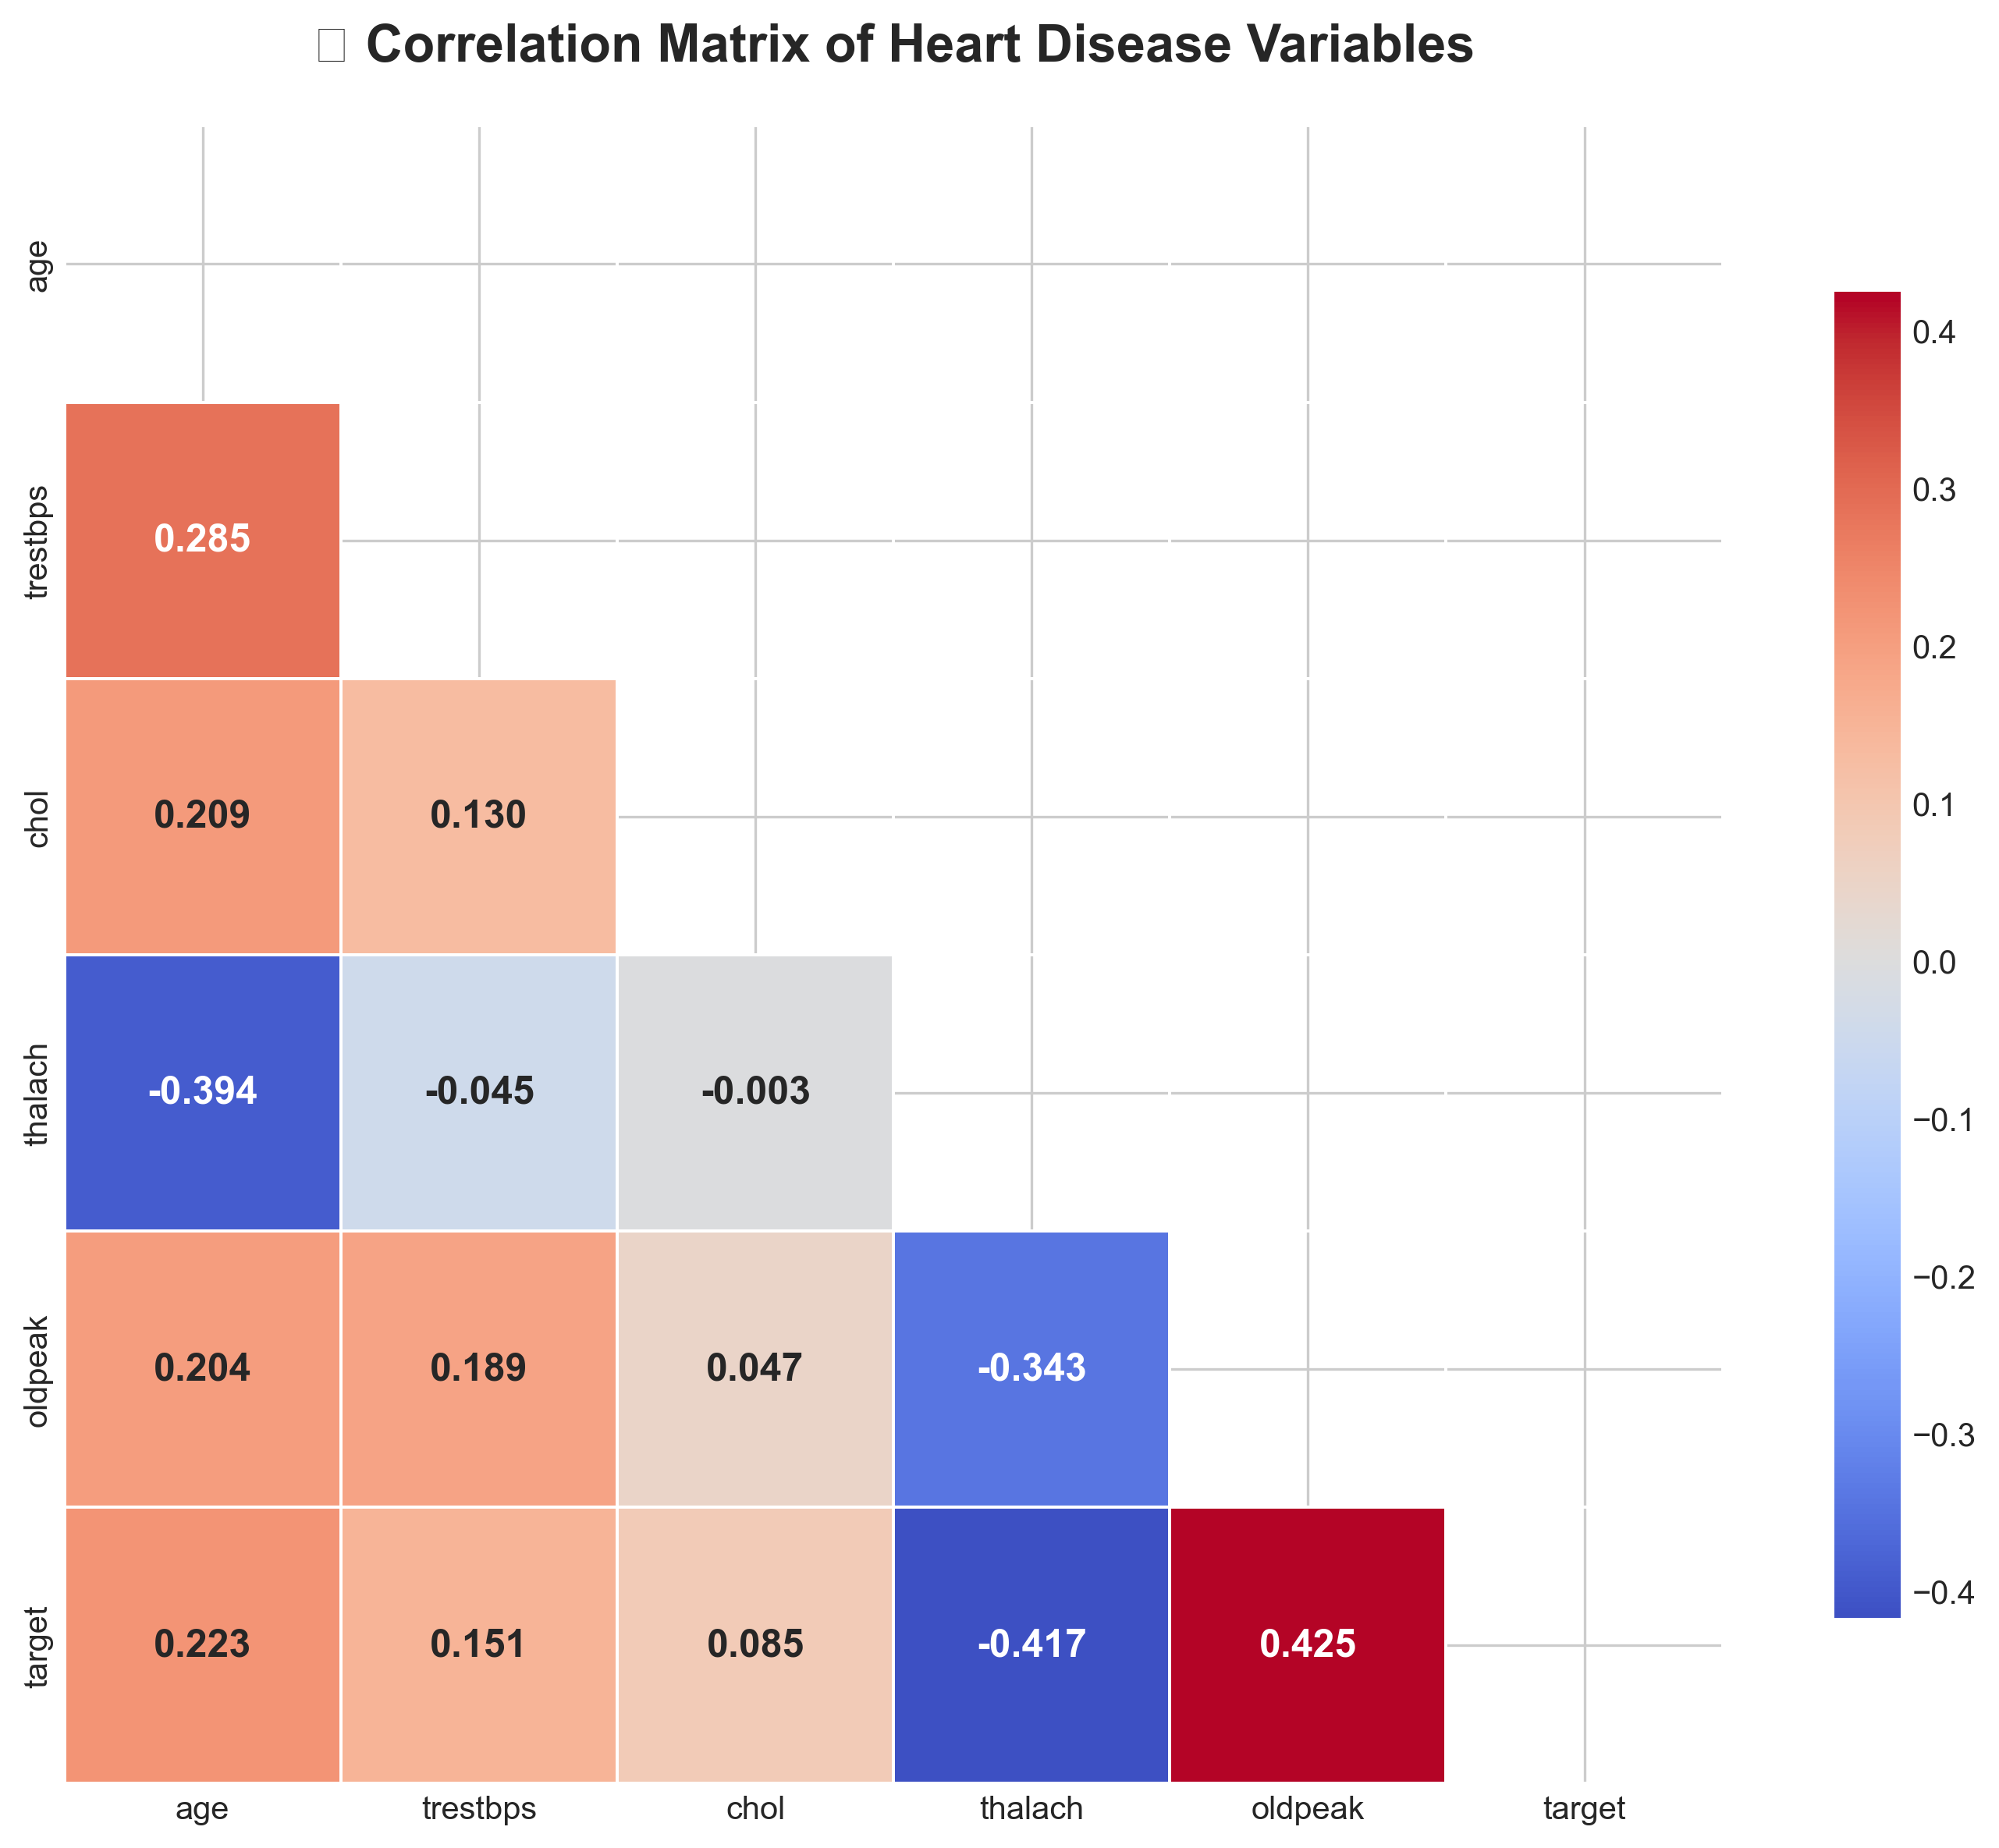 Correlation Matrix of Heart Disease Variables
age
trestbps
0.285
chol
0.209 0.130
thalach
-0.394 -0.045 -0.003
oldpeak
0.204 0.189 0.047 -0.343
target
0.223 0.151 0.085 -0.417 0.425
age trestbps chol thalach oldpeak target
0.4
0.3
0.2
0.1
0.0
−0.1
−0.2
−0.3
−0.4